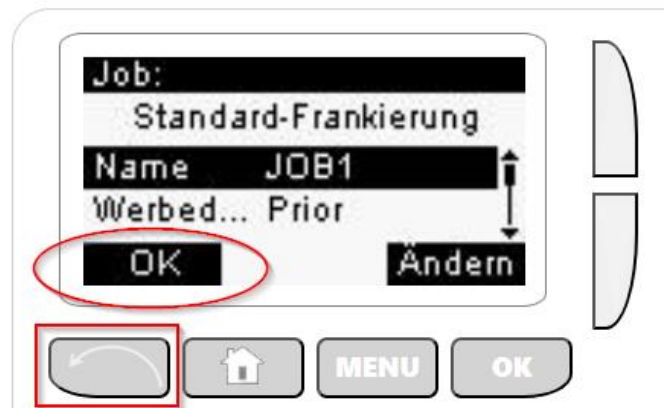 Job:
Standard-Frankierung
Name JOB1
Werbed... Prior
OK Ändern
MENU OK